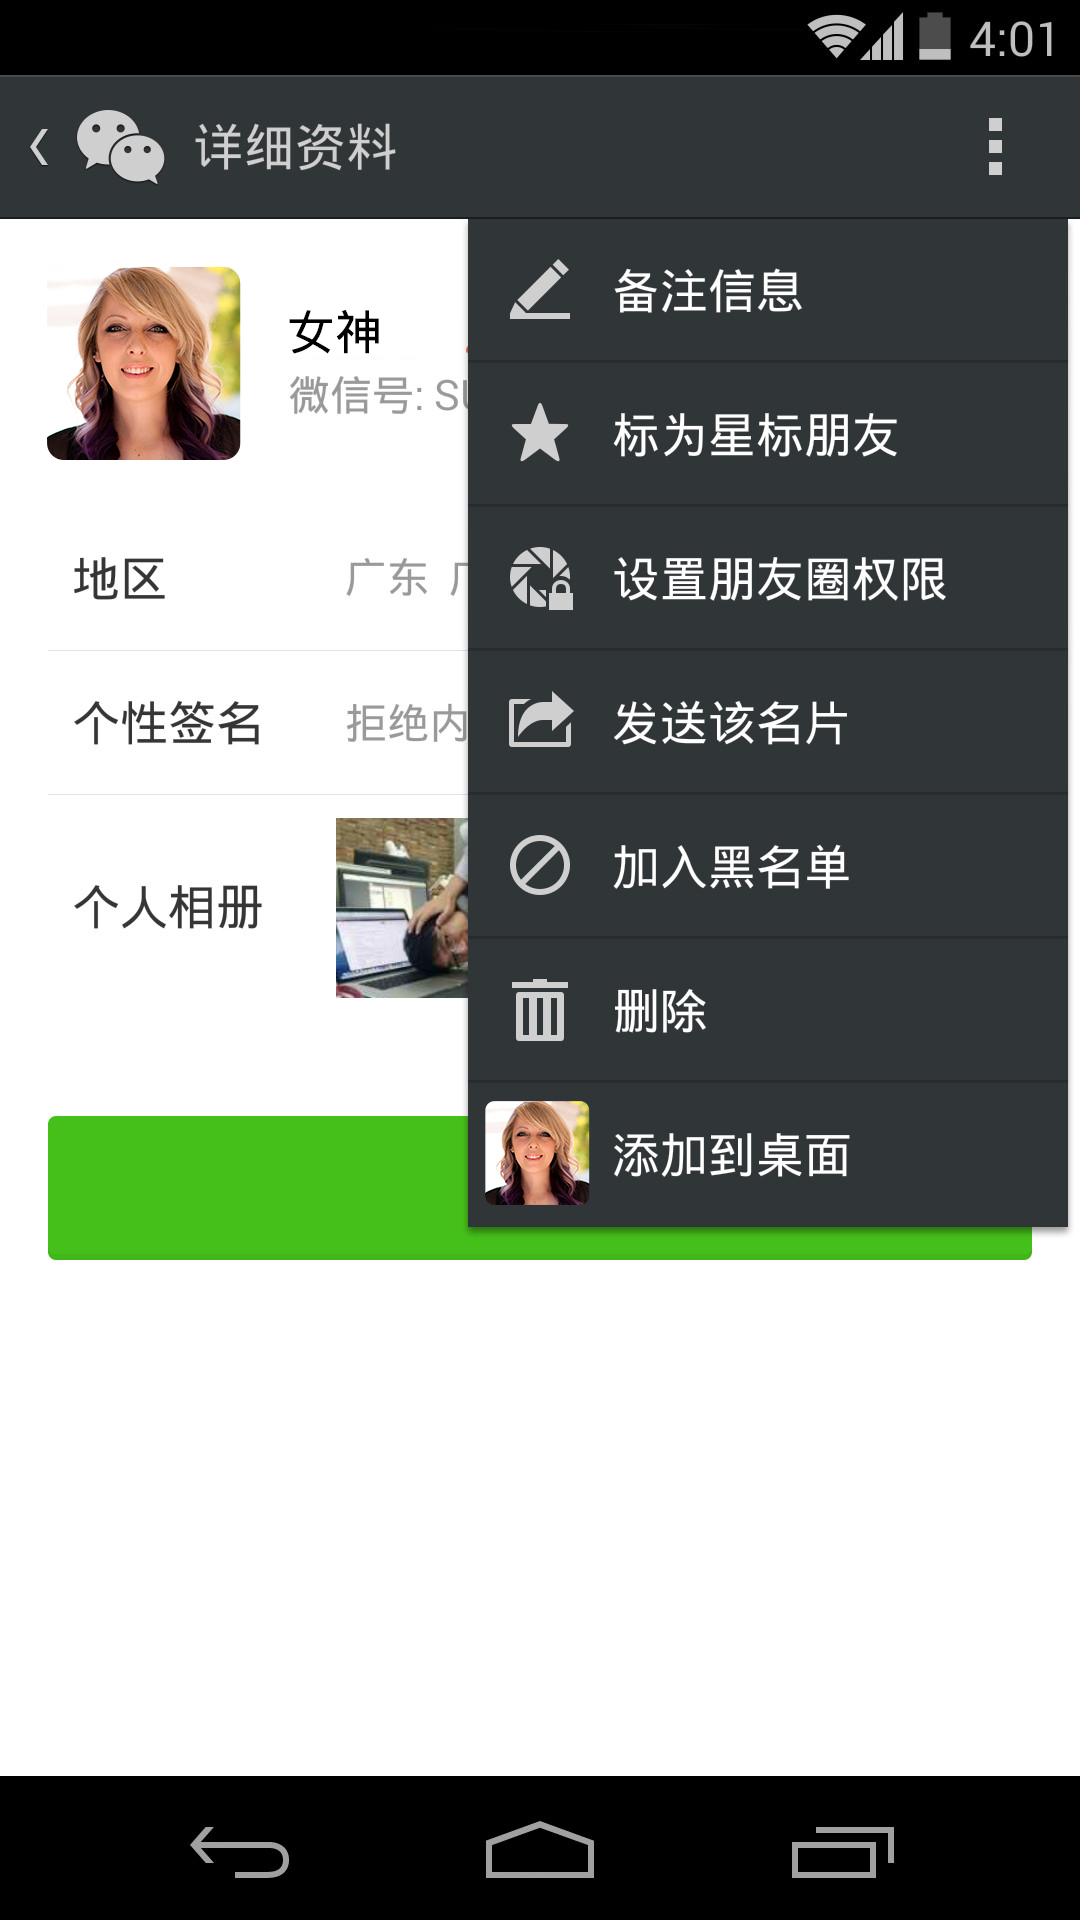 4:01
详细资料
女神
微信号: SU
地区
广东
个性签名
拒绝内
个人相册
备注信息
标为星标朋友
设置朋友圈权限
发送该名片
加入黑名单
删除
添加到桌面